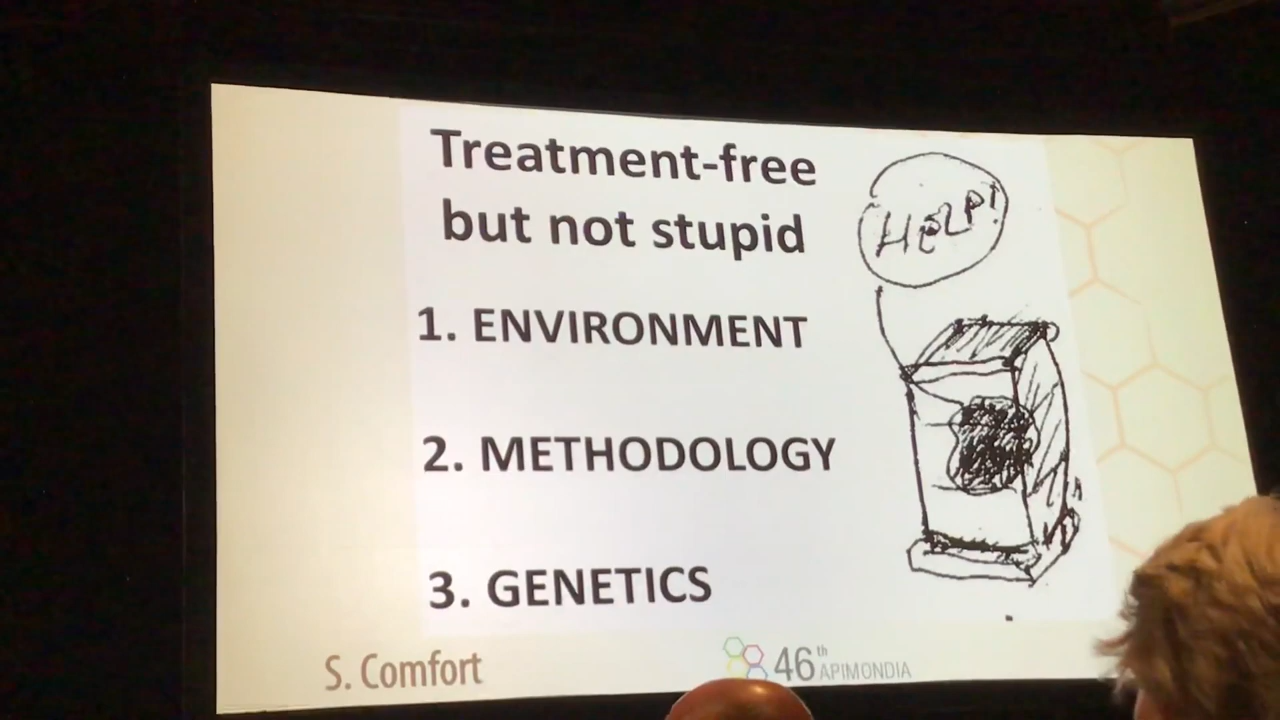 Treatment-free
but not stupid
HELP!
1. ENVIRONMENT
2. METHODOLOGY
3. GENETICS
S. Comfort
46th APIMONDIA